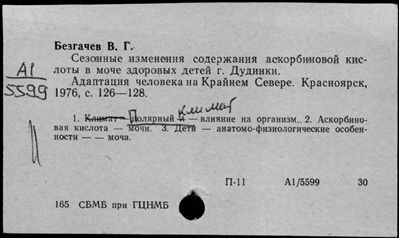 Безгачев В. Г.
Сезонные изменения содержания аскорбиновой кис-
лоты в моче здоровых детей г. Дудинки.
А1
5599
Адаптация человека на Крайнем Севере. Красноярск,
1976, с. 126—128.
климат
1. Климат — Полярный — влияние на организм. 2. Аскорбино-
вая кислота — мочи. 3. Дети — анатомо-физиологические особен-
ности — — моча.
П-11 А1/5599 30
165 СБМБ при ГЦНМБ